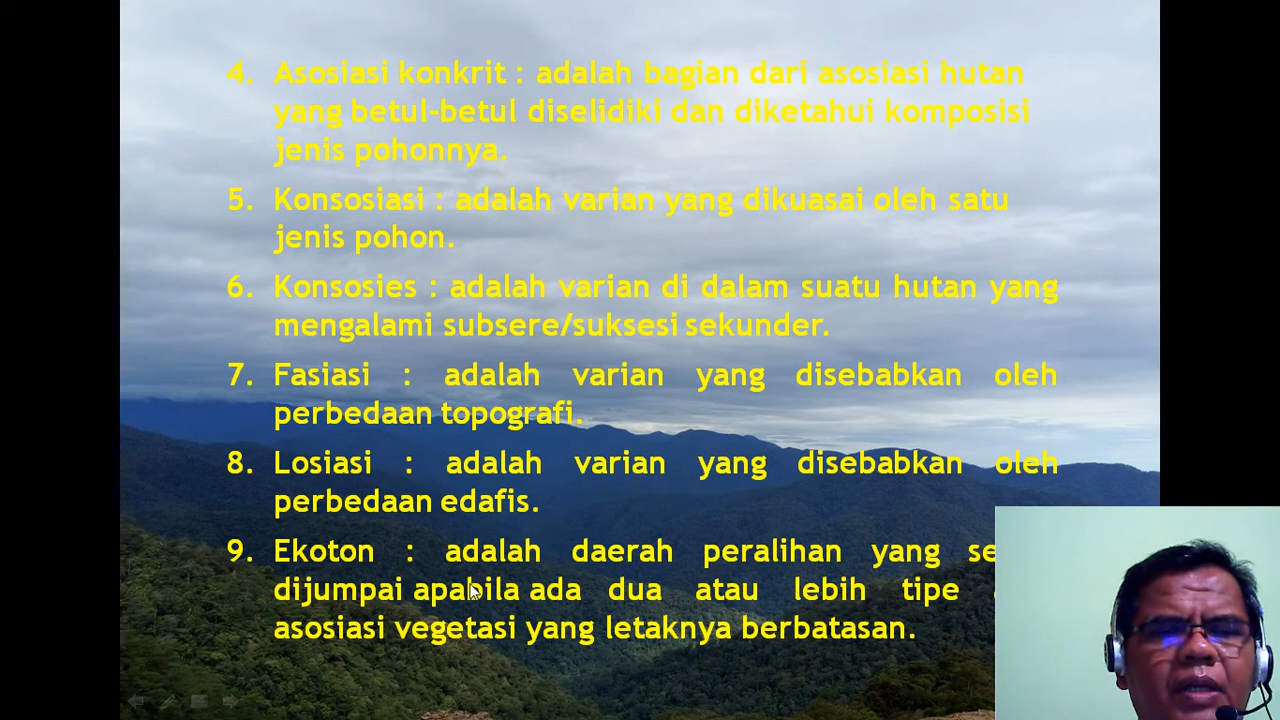 4. Asosiasi konkrit : adalah bagian dari asosiasi hutan
yang betul-betul diselidiki dan diketahui komposisi
jenis pohonnya.
5. Konsosiasi : adalah varian yang dikuasai oleh satu
jenis pohon.
6. Konsosies : adalah varian di dalam suatu hutan yang
mengalami subsere/suksesi sekunder.
7. Fasiasi : adalah varian yang disebabkan oleh
perbedaan topografi.
8. Losiasi : adalah varian yang disebabkan oleh
perbedaan edafis.
9. Ekoton : adalah daerah peralihan yang
dijumpai apabila ada dua atau lebih tipe
asosiasi vegetasi yang letaknya berbatasan.